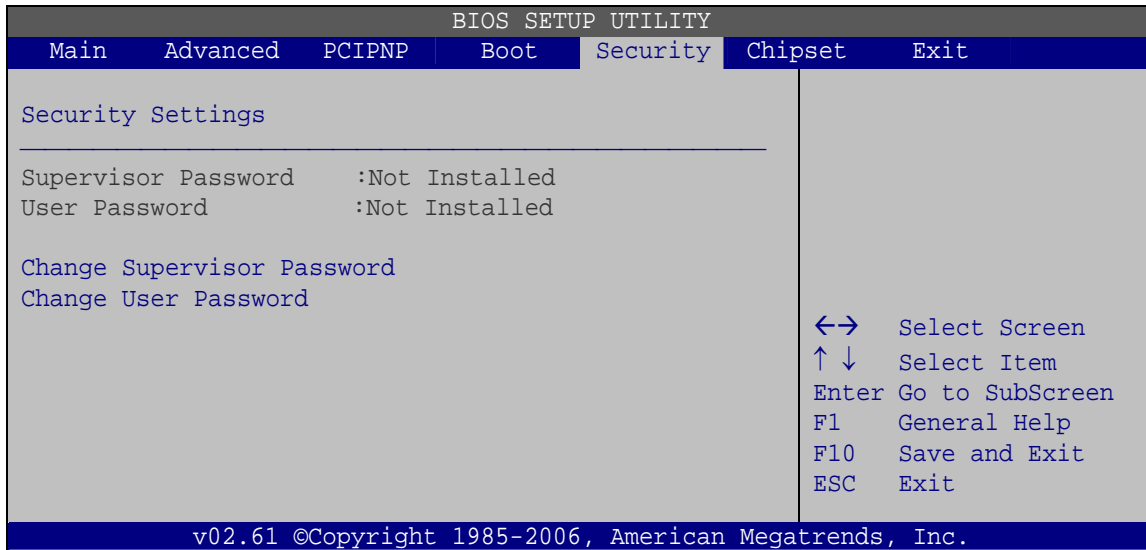 BIOS SETUP UTILITY
Main Advanced PCIPNP Boot Security Chipset Exit
Security Settings
Supervisor Password :Not Installed
User Password :Not Installed
Change Supervisor Password
Change User Password
←→ Select Screen
↑↓ Select Item
Enter Go to SubScreen
F1 General Help
F10 Save and Exit
ESC Exit
v02.61 ©Copyright 1985-2006, American Megatrends, Inc.